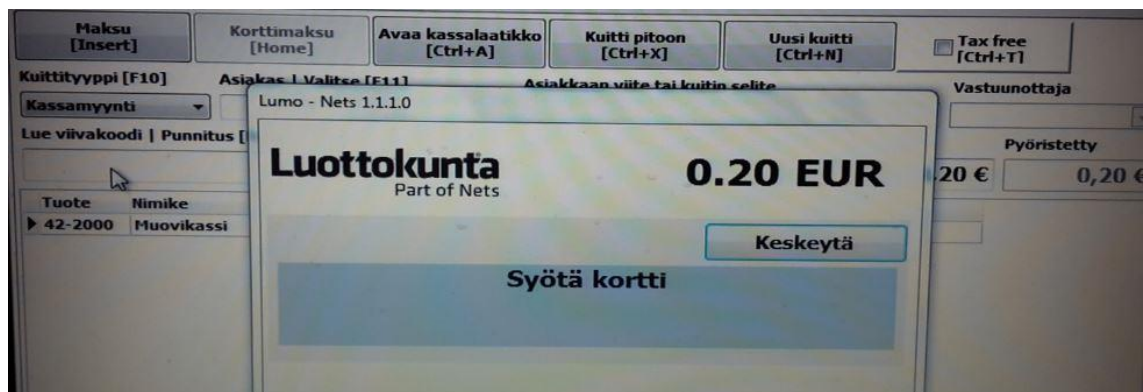 Maksu
[Insert]
Korttimaksu
[Home]
Avaa kassalaatikko
[Ctrl+A]
Kuitti pitoon
[Ctrl+X]
Uusi kuitti
[Ctrl+N]
Tax free
[Ctrl+T]
Kuittityyppi [F10]
Asiakas | Valitse [F11]
Asiakkaan viite tai kuitin selite
Vastuunottaja
Kassamyynti
Lumo - Nets 1.1.1.0
Lue viivakoodi | Punnitus [
Pyöristetty
Luottokunta
Part of Nets
0.20 EUR
.20 €
0,20 €
Tuote Nimike
42-2000 Muovikassi
Keskeytä
Syötä kortti